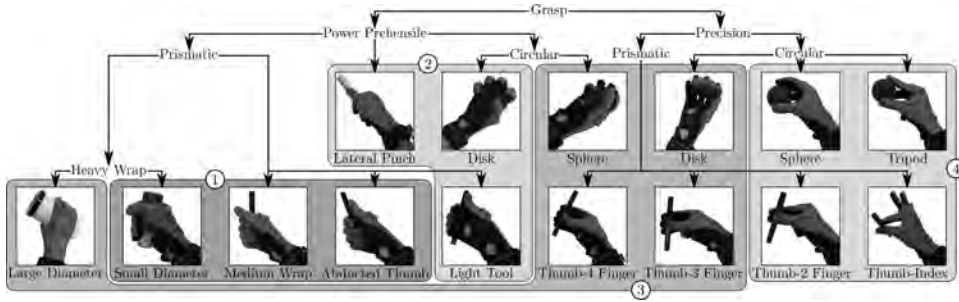 Grasp
Power Prehensile
Precision
Prismatic
Circular
Prismatic
Circular
2
Lateral Pinch
Disk
Sphere
Disk
Sphere
Tripod
Heavy Wrap
1
4
Large Diameter
Small Diameter
Medium Wrap
Abducted Thumb
Light Tool
Thumb-4 Finger
Thumb-3 Finger
Thumb-2 Finger
Thumb-Index
3